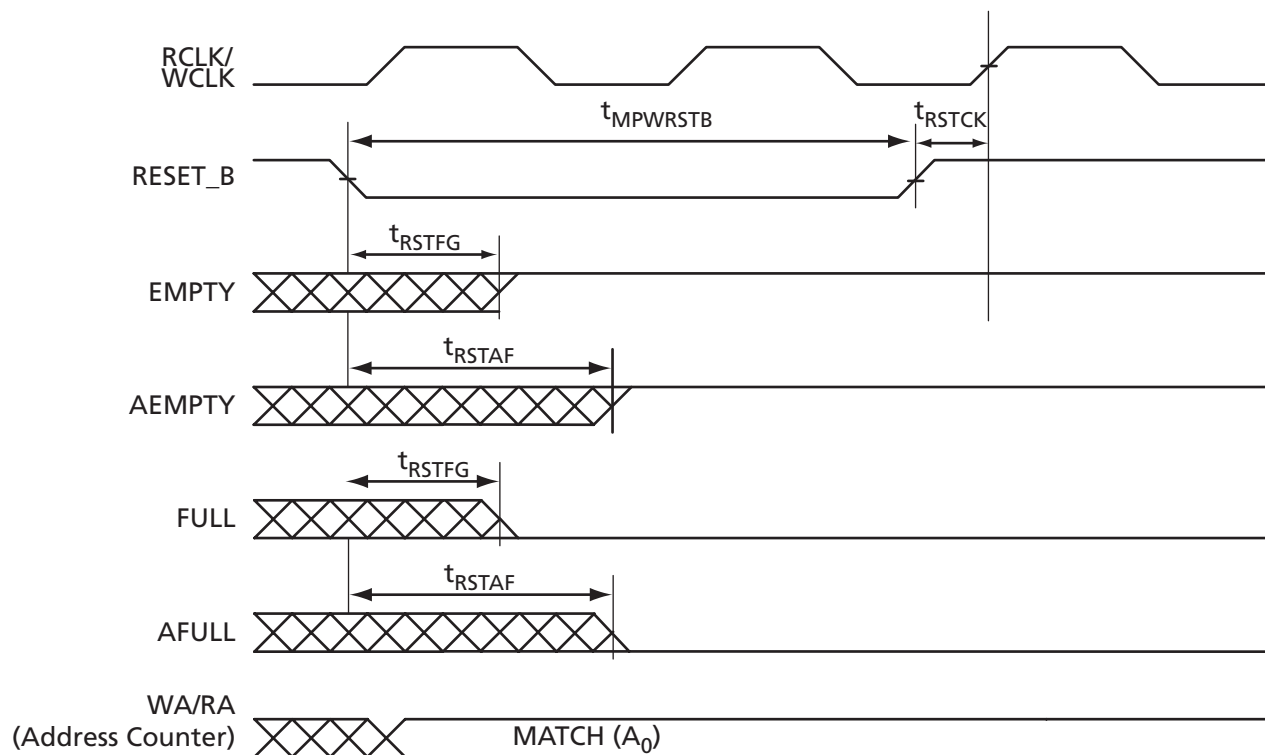 RCLK/
WCLK
tMPWRSTB
tRSTCK
RESET_B
tRSTFG
EMPTY
tRSTAF
AEMPTY
tRSTFG
FULL
tRSTAF
AFULL
WA/RA
(Address Counter)
MATCH (A0)